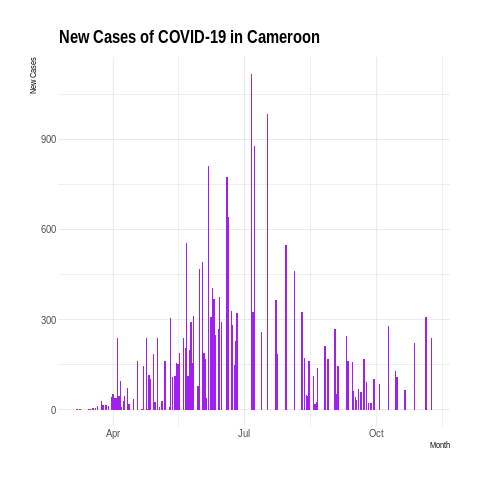 New Cases of COVID-19 in Cameroon
New Cases
900
600
300
0
Apr Jul Oct
Month